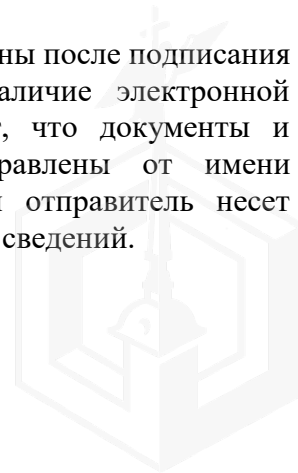 ны после подписания
аличие электронной
, что документы и
равлены от имени
отправитель несет
сведений.